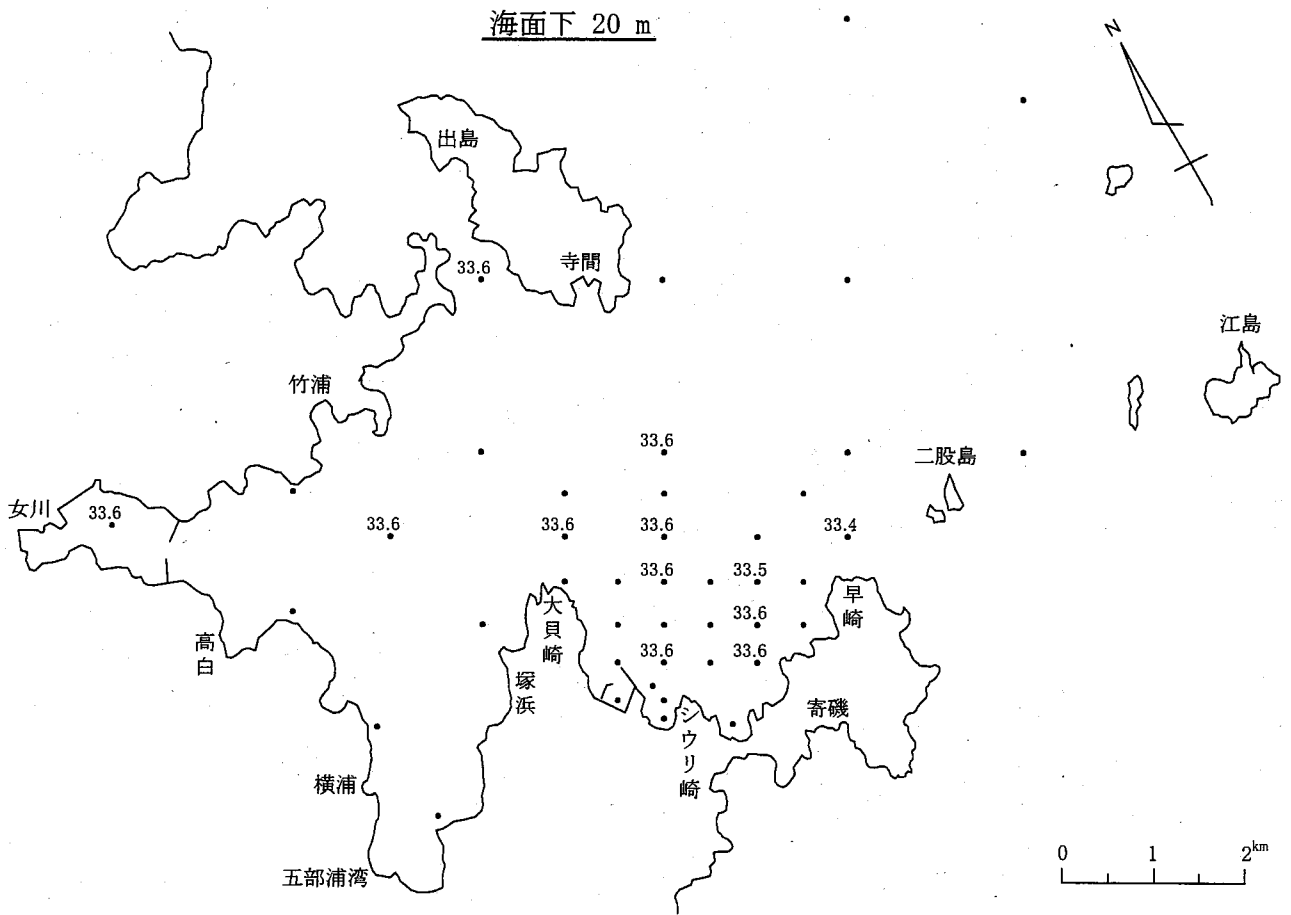 海面下 20 m
N
出島
寺間
33.6
江島
竹浦
33.6
二股島
女川
33.6
33.6
33.6
33.6
33.4
33.6
33.5
大貝崎
早崎
33.6
高白
33.6
33.6
塚浜
シウリ崎
寄磯
横浦
五部浦湾
0 1 2km